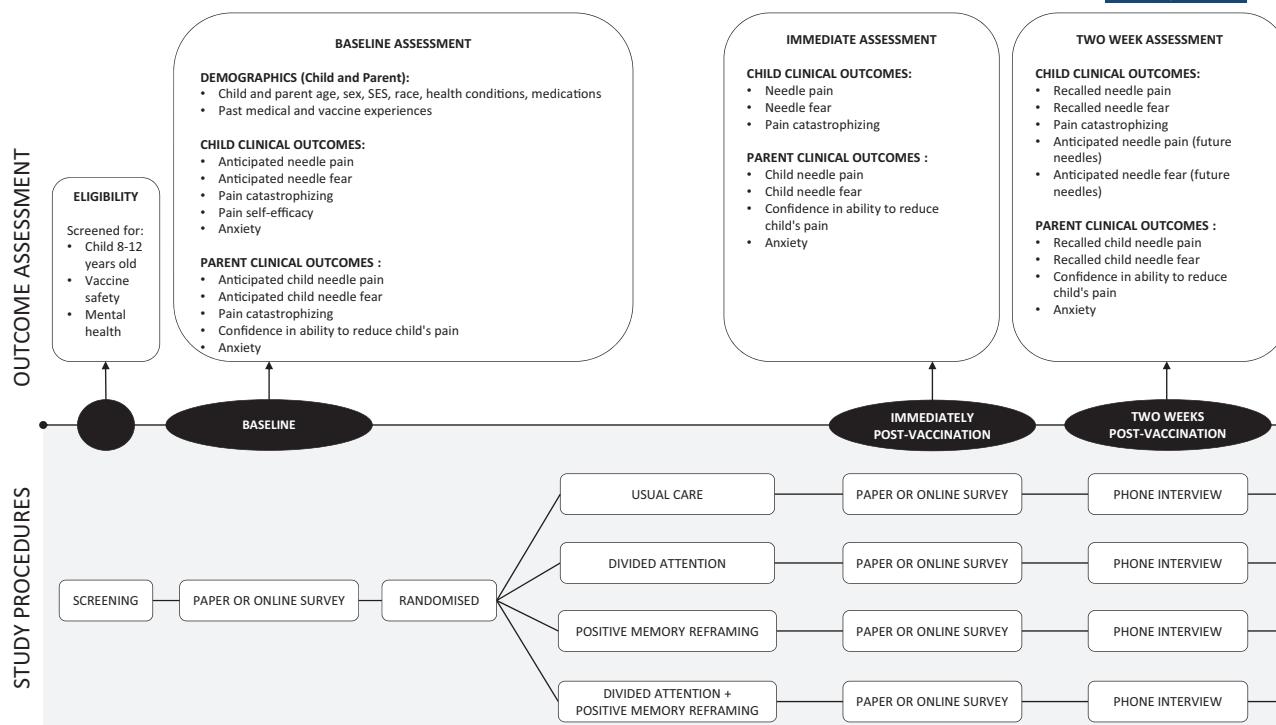 OUTCOME ASSESSMENT
ELIGIBILITY
Screened for:
• Child 8-12
years old
• Vaccine
safety
• Mental
health
BASELINE ASSESSMENT
DEMOGRAPHICS (Child and Parent):
• Child and parent age, sex, SES, race, health conditions, medications
• Past medical and vaccine experiences
CHILD CLINICAL OUTCOMES:
• Anticipated needle pain
• Anticipated needle fear
• Pain catastrophizing
• Pain self-efficacy
• Anxiety
PARENT CLINICAL OUTCOMES :
• Anticipated child needle pain
• Anticipated child needle fear
• Pain catastrophizing
• Confidence in ability to reduce child's pain
• Anxiety
IMMEDIATE ASSESSMENT
CHILD CLINICAL OUTCOMES:
• Needle pain
• Needle fear
• Pain catastrophizing
PARENT CLINICAL OUTCOMES :
• Child needle pain
• Child needle fear
• Confidence in ability to reduce
child's pain
• Anxiety
TWO WEEK ASSESSMENT
CHILD CLINICAL OUTCOMES:
• Recalled needle pain
• Recalled needle fear
• Pain catastrophizing
• Anticipated needle pain (future
needles)
• Anticipated needle fear (future
needles)
PARENT CLINICAL OUTCOMES :
• Recalled child needle pain
• Recalled child needle fear
• Confidence in ability to reduce
child's pain
• Anxiety
BASELINE
IMMEDIATELY
POST-VACCINATION
TWO WEEKS
POST-VACCINATION
STUDY PROCEDURES
SCREENING
PAPER OR ONLINE SURVEY
RANDOMISED
USUAL CARE
PAPER OR ONLINE SURVEY
PHONE INTERVIEW
DIVIDED ATTENTION
PAPER OR ONLINE SURVEY
PHONE INTERVIEW
POSITIVE MEMORY REFRAMING
PAPER OR ONLINE SURVEY
PHONE INTERVIEW
DIVIDED ATTENTION +
POSITIVE MEMORY REFRAMING
PAPER OR ONLINE SURVEY
PHONE INTERVIEW